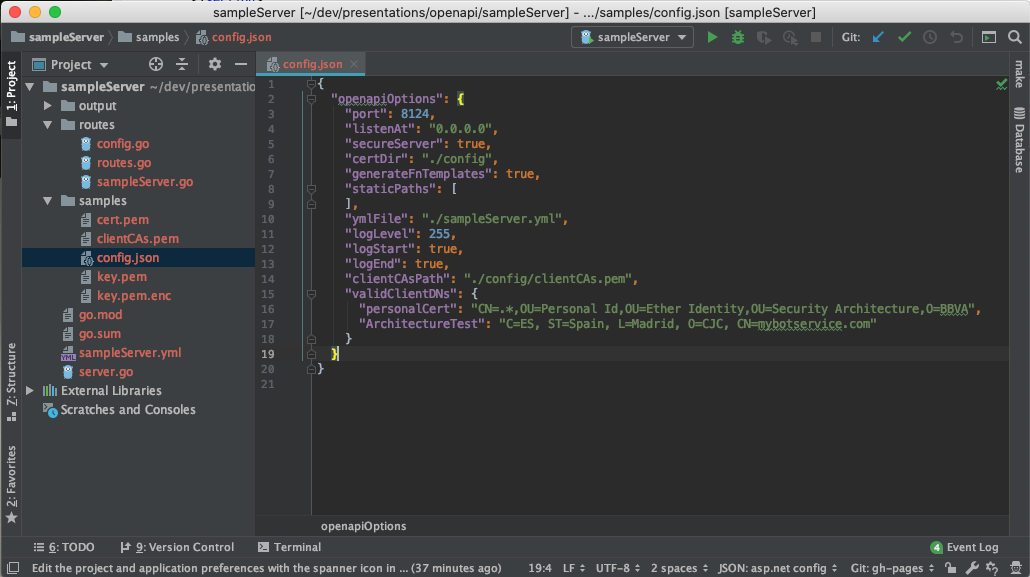 sampleServer [~/dev/presentations/openapi/sampleServer] - .../samples/config.json [sampleServer]
sampleServer samples config.json sampleServer Git:
Project config.json
1: Project
Z: Structure
2: Favorites
make
Database
sampleServer ~/dev/presentatio
output
routes
config.go
routes.go
sampleServer.go
samples
cert.pem
clientCAs.pem
config.json
key.pem
key.pem.enc
go.mod
go.sum
sampleServer.yml
server.go
External Libraries
Scratches and Consoles
1 {
2 "openapiOptions": {
3 "port": 8124,
4 "listenAt": "0.0.0.0",
5 "secureServer": true,
6 "certDir": "./config",
7 "generateFnTemplates": true,
8 "staticPaths": [
9 ],
10 "ymlFile": "./sampleServer.yml",
11 "logLevel": 255,
12 "logStart": true,
13 "logEnd": true,
14 "clientCAsPath": "./config/clientCAs.pem",
15 "validClientDNs": {
16 "personalCert": "CN=.*,OU=Personal Id,OU=Ether Identity,OU=Security Architecture,O=BBVA",
17 "ArchitectureTest": "C=ES, ST=Spain, L=Madrid, O=CJC, CN=mybotservice.com"
18 }
19 }
20 }
21
openapiOptions
6: TODO 9: Version Control Terminal 4 Event Log
Edit the project and application preferences with the spanner icon in ... (37 minutes ago) 19:4 LF UTF-8 2 spaces JSON: asp.net config Git: gh-pages